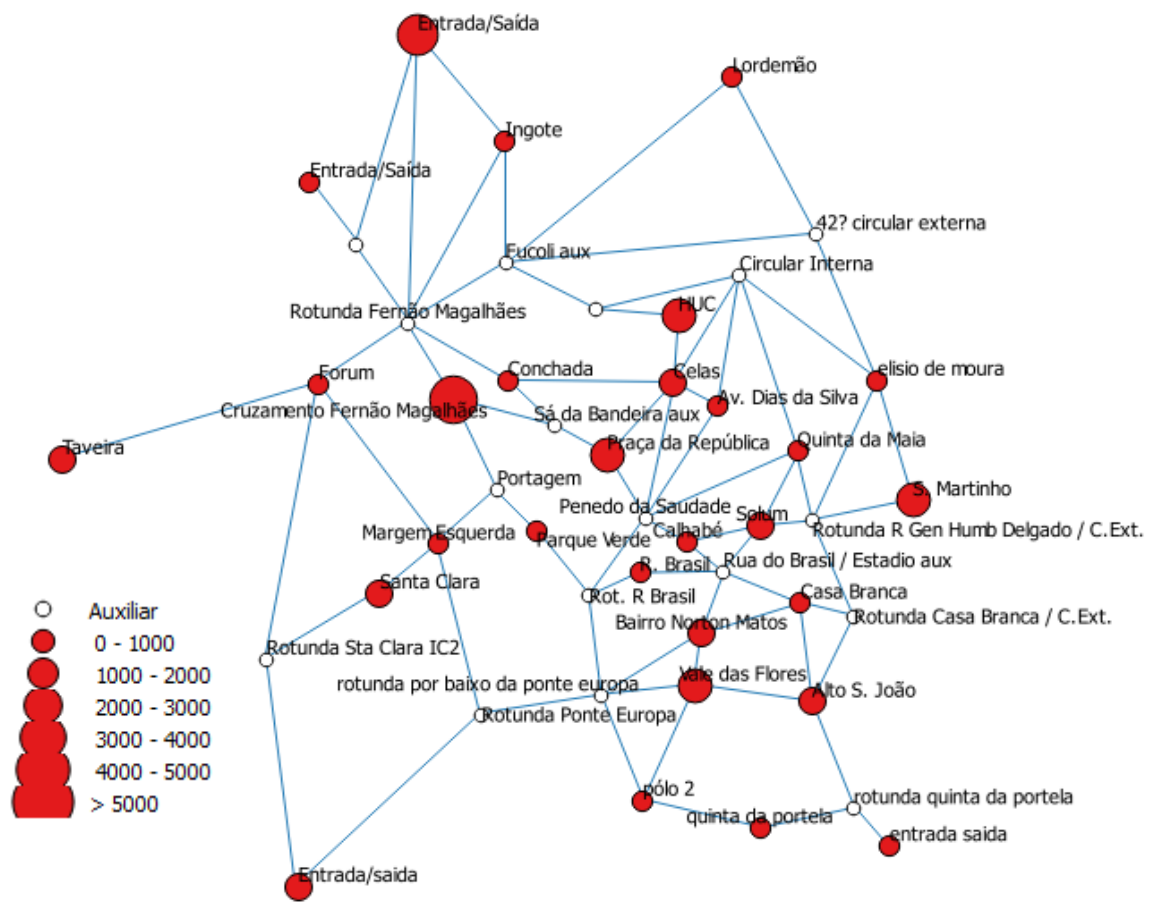 Entrada/Saída
Lordemão
Ingote
Entrada/Saída
42? circular externa
Eucoli aux
Circular Interna
HUC
Rotunda Fernão Magalhães
Forum
Conchada
Celas
elisio de moura
Cruzamento Fernão Magalhães
Sá da Bandeira aux
Av. Dias da Silva
Taveira
Praça da República
Quinta da Maia
Portagem
S. Martinho
Penedo da Saudade
Solum
Margem Esquerda
Parque Verde
Calhabé
Rotunda R Gen Humb Delgado / C.Ext.
Santa Clara
R. Brasil
Rua do Brasil / Estadio aux
Rot. R Brasil
Casa Branca
Auxiliar
Bairro Norton Matos
Rotunda Casa Branca / C.Ext.
0 - 1000
Rotunda Sta Clara IC2
1000 - 2000
rotunda por baixo da ponte europa
Vale das Flores
Alto S. João
2000 - 3000
Rotunda Ponte Europa
3000 - 4000
4000 - 5000
> 5000
pólo 2
rotunda quinta da portela
quinta da portela
entrada saida
Entrada/saida